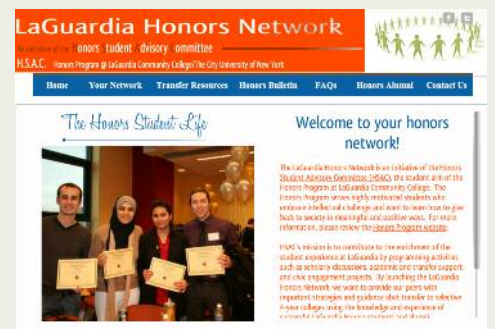 LaGuardia Honors Network
An initiative of the Honors Student Advisory Committee
H.S.A.C. Honors Program @ LaGuardia Community College/The City University of New York
Home Your Network Transfer Resources Honors Bulletin FAQs Honors Alumni Contact Us
The Honors Student Life
Welcome to your honors
network!
The LaGuardia Honors Network is an initiative of the Honors
Student Advisory Committee (HSAC), the student arm of the
Honors Program at LaGuardia Community College. The
Honors Program serves highly motivated students who
embrace intellectual challenge and want to learn how to give
back to society in meaningful and positive ways. For more
information, please review the Honors Program website.
HSAC's mission is to contribute to the enrichment of the
student experience at LaGuardia by programming activities
such as scholarly discussions, academic and transfer support,
and civic engagement projects. By launching the LaGuardia
Honors Network, we want to provide our peers with
important strategies and guidance about transfer to selective
4-year colleges using the knowledge and experience of
successful LaGuardia Honors students and alumni.